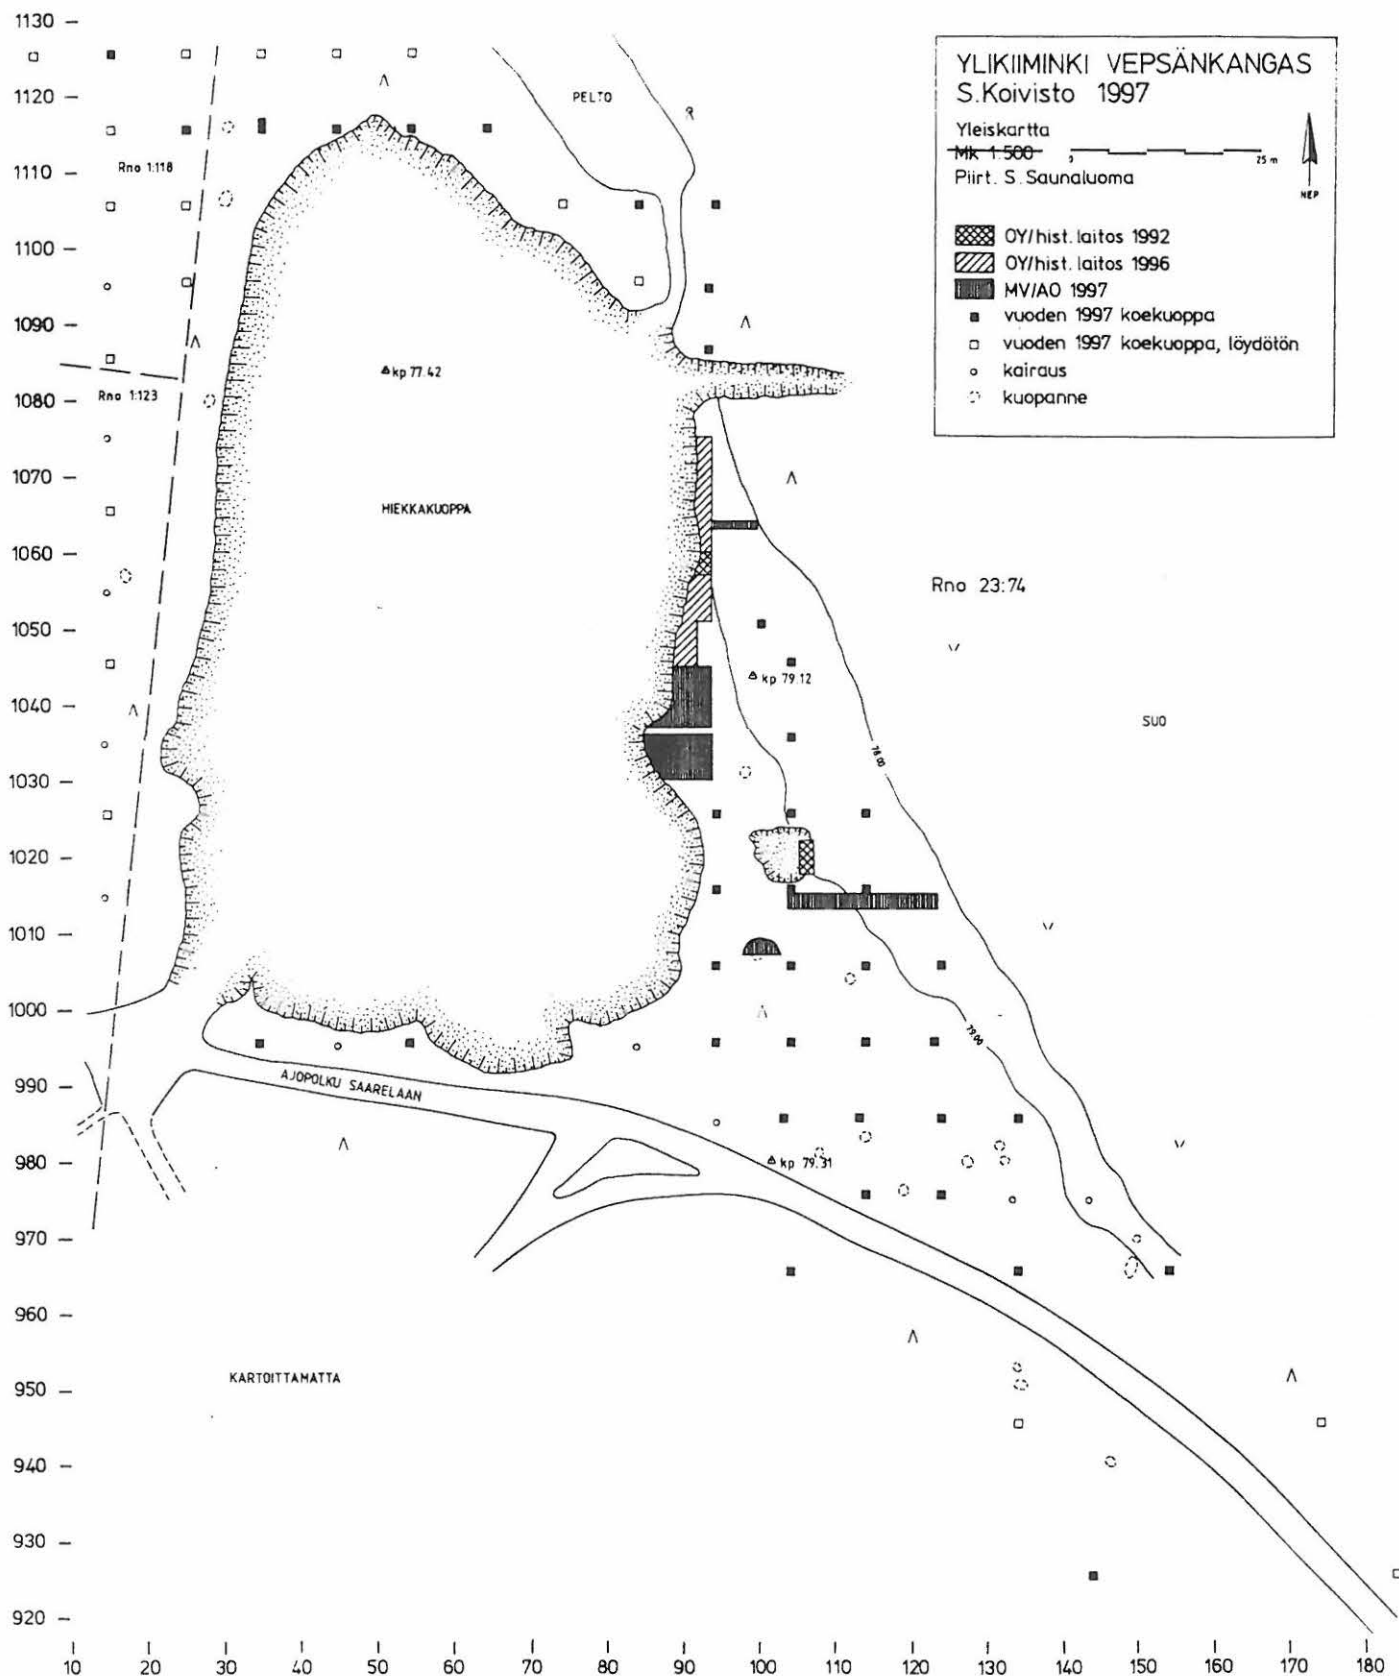 YLIKIIMINKI VEPSÄNKANGAS
S.Koivisto 1997
Yleiskartta
Mk 1:500
0 25 m
Piirt. S. Saunaluoma
NEP
OY/hist. laitos 1992
OY/hist. laitos 1996
MV/AO 1997
vuoden 1997 koekuoppa
vuoden 1997 koekuoppa, löydötön
kairaus
kuopanne
1130
1120
1110
1100
1090
1080
1070
1060
1050
1040
1030
1020
1010
1000
990
980
970
960
950
940
930
920
PELTO
Rno 1:118
Rno 1:123
kp 77.42
HIEKKAKUOPPA
Rno 23:74
kp 79.12
SUO
78.00
79.00
AJOPOLKU SAARELAAN
kp 79.31
KARTOITTAMATTA
10 20 30 40 50 60 70 80 90 100 110 120 130 140 150 160 170 180